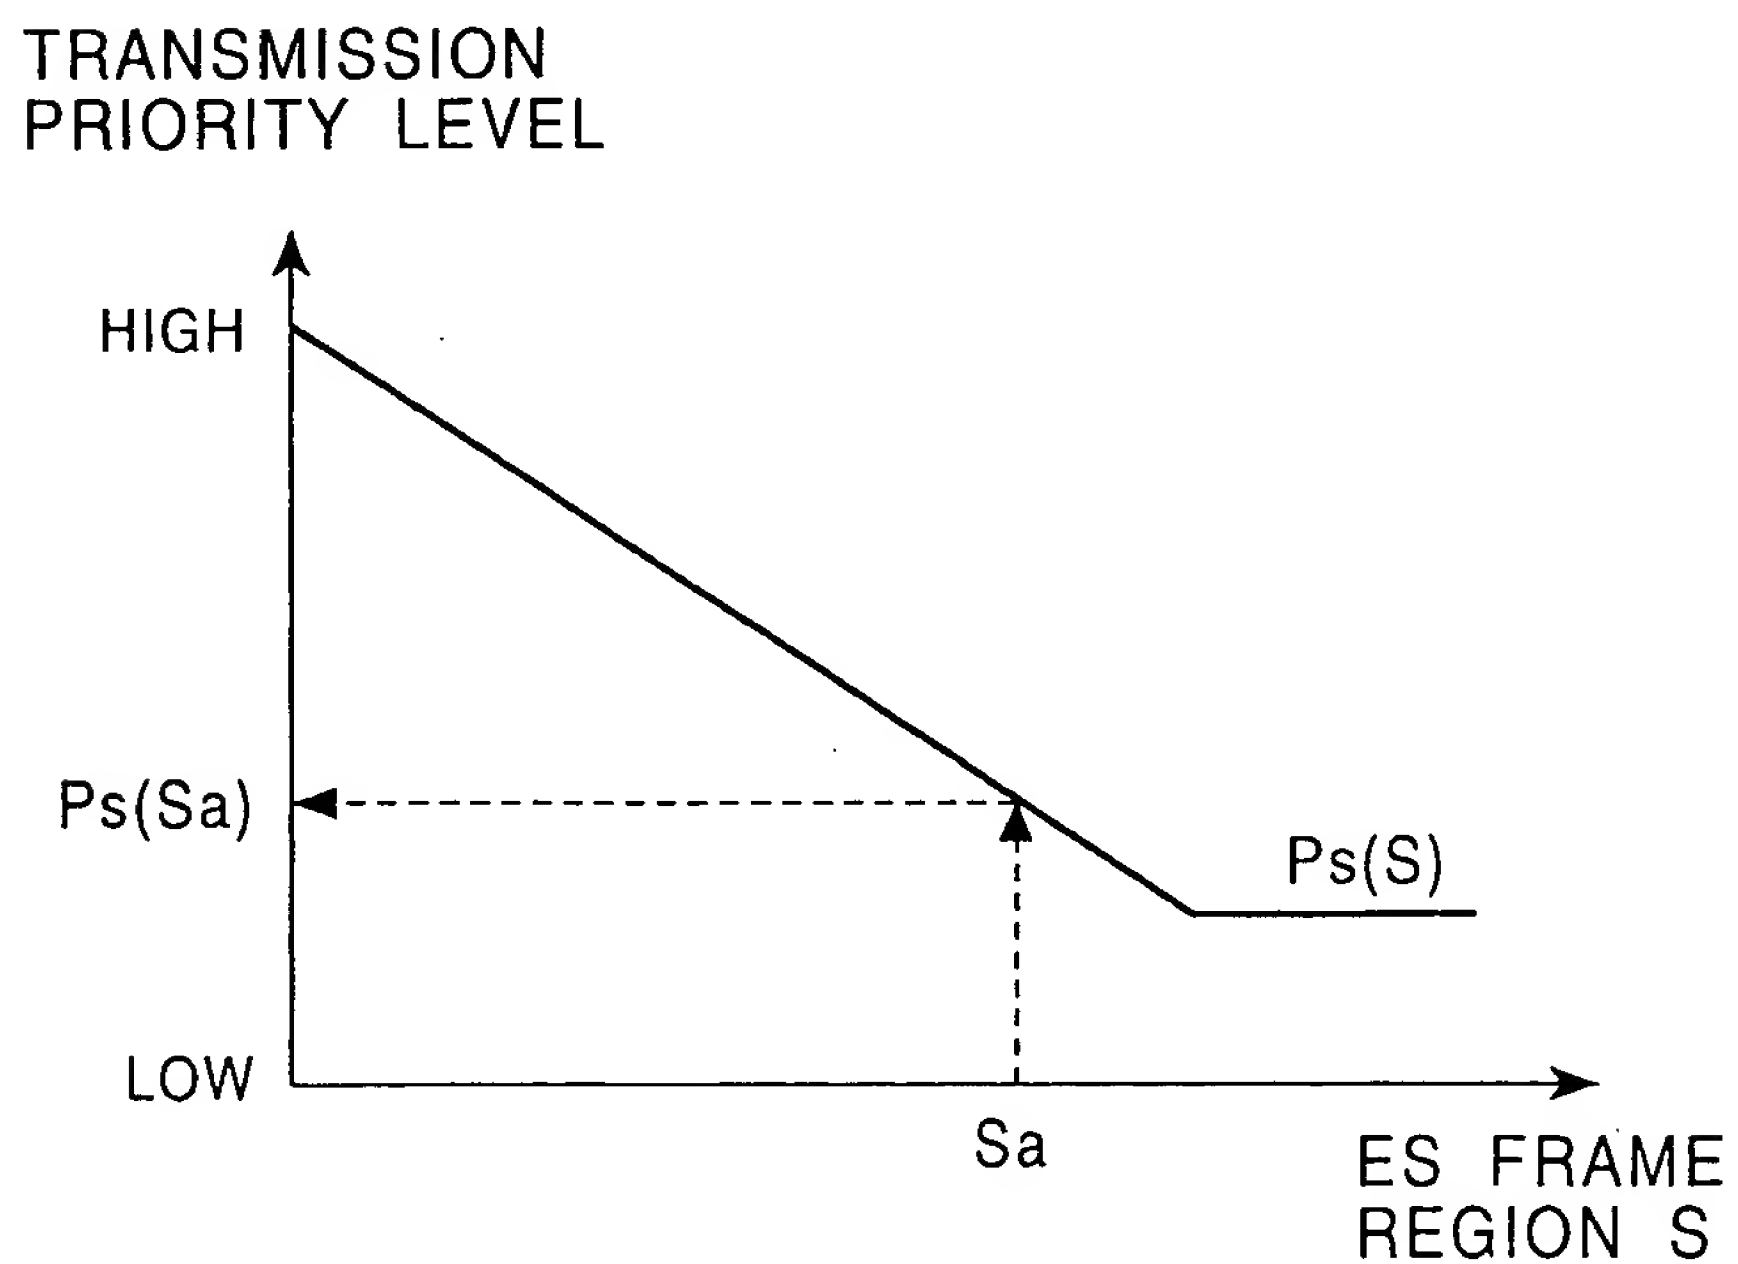 TRANSMISSION
PRIORITY LEVEL
HIGH
Ps(Sa)
Ps(S)
LOW
Sa
ES FRAME
REGION S